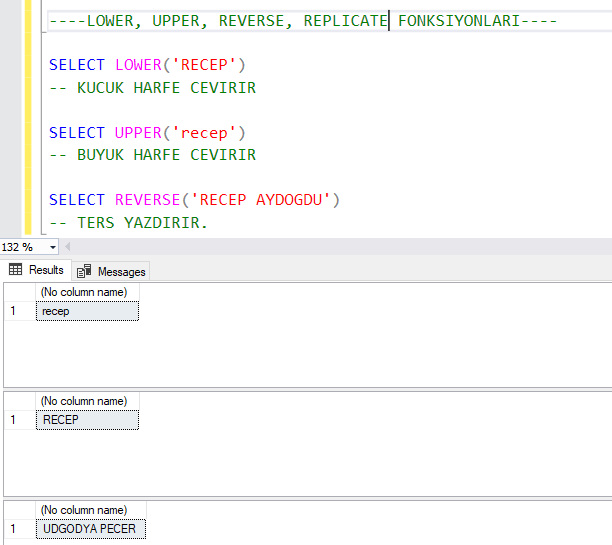 ----LOWER, UPPER, REVERSE, REPLICATE FONKSIYONLARI----
SELECT LOWER('RECEP')
-- KUCUK HARFE CEVIRIR
SELECT UPPER('recep')
-- BUYUK HARFE CEVIRIR
SELECT REVERSE('RECEP AYDOGDU')
-- TERS YAZDIRIR.
132 %
Results Messages
(No column name)
1 recep
(No column name)
1 RECEP
(No column name)
1 UDGODYA PECER